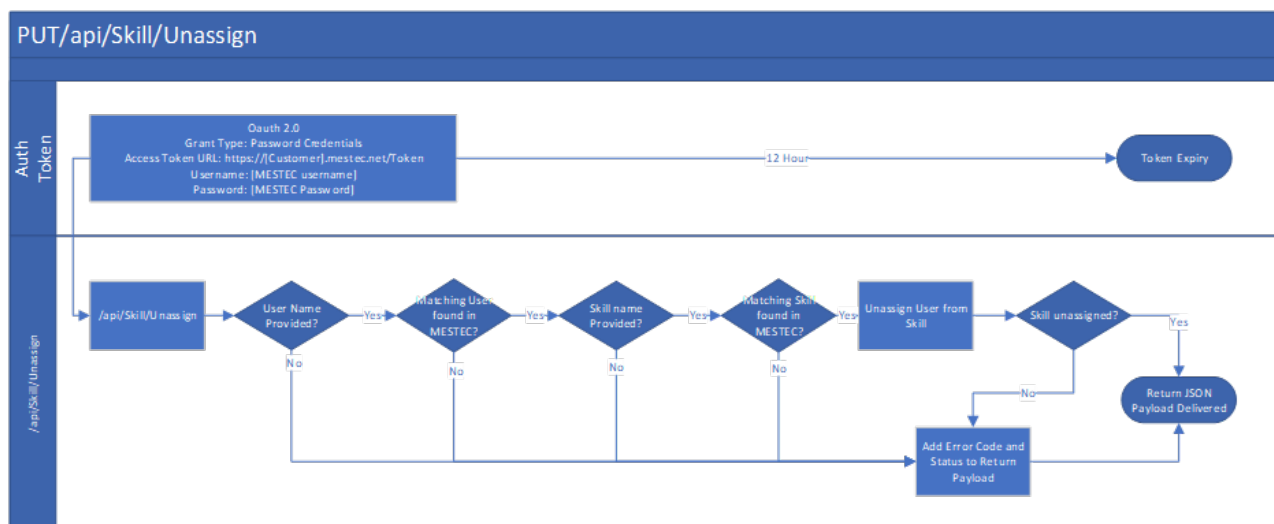 PUT/api/Skill/Unassign
Auth
Token
Oauth 2.0
Grant Type: Password Credentials
Access Token URL: https://[Customer].mestec.net/Token
Username: [MESTEC username]
Password: [MESTEC Password]
12 Hour
Token Expiry
/api/Skill/Unassign
/api/Skill/Unassign
User Name
Provided?
Yes
Matching User
found in
MESTEC?
Yes
Skill name
Provided?
Yes
Matching Skill
found in
MESTEC?
Yes
Unassign User from
Skill
Skill unassigned?
Yes
No
No
No
No
No
Return JSON
Payload Delivered
Add Error Code and
Status to Return
Payload